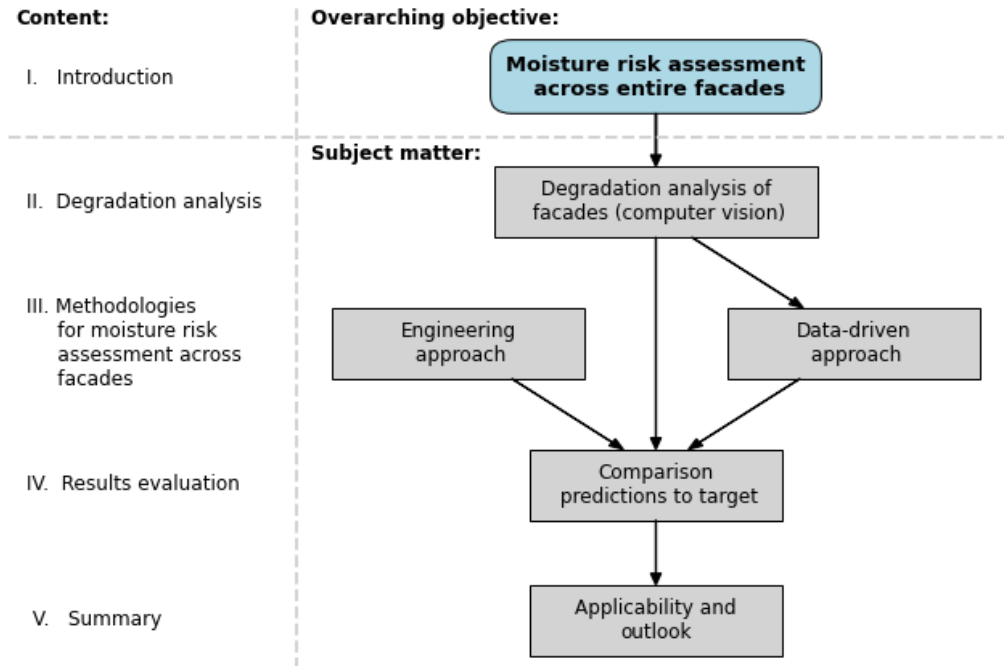 Content:
Overarching objective:
I. Introduction
Moisture risk assessment
across entire facades
Subject matter:
II. Degradation analysis
Degradation analysis of
facades (computer vision)
III. Methodologies
for moisture risk
assessment across
facades
Engineering
approach
Data-driven
approach
IV. Results evaluation
Comparison
predictions to target
V. Summary
Applicability and
outlook